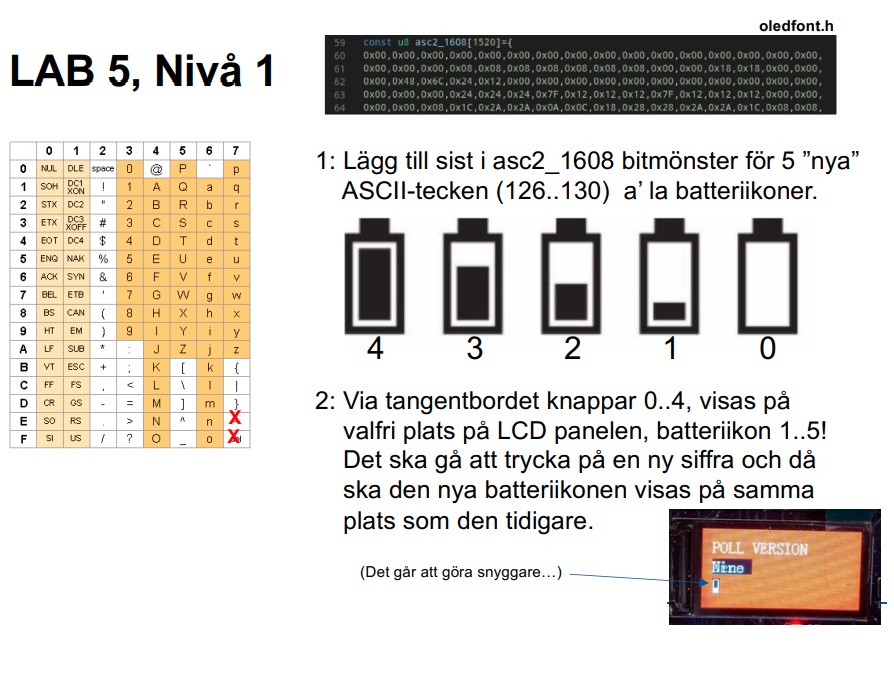 oledfont.h
LAB 5, Nivå 1
59 const u8 asc2_1608[1520]={
60 0x00,0x00,0x00,0x00,0x00,0x00,0x00,0x00,0x00,0x00,0x00,0x00,0x00,0x00,0x00,0x00,
61 0x00,0x00,0x00,0x08,0x08,0x08,0x08,0x08,0x08,0x08,0x00,0x18,0x18,0x00,0x00,
62 0x00,0x48,0x6C,0x24,0x12,0x00,0x00,0x00,0x00,0x00,0x00,0x00,0x00,0x00,0x00,0x00,
63 0x00,0x00,0x00,0x24,0x24,0x24,0x7F,0x12,0x12,0x12,0x7F,0x12,0x12,0x12,0x00,0x00,
64 0x00,0x00,0x08,0x1C,0x2A,0x2A,0x0A,0x0C,0x18,0x28,0x28,0x2A,0x2A,0x1C,0x08,0x08,
0 1 2 3 4 5 6 7
0 NUL DLE space 0 @ P ` p
1 SOH DC1 XON ! 1 A Q a q
2 STX DC2 " 2 B R b r
3 ETX DC3 XOFF # 3 C S c s
4 EOT DC4 $ 4 D T d t
5 ENQ NAK % 5 E U e u
6 ACK SYN & 6 F V f v
7 BEL ETB ' 7 G W g w
8 BS CAN ( 8 H X h x
9 HT EM ) 9 I Y i y
A LF SUB * : J Z j z
B VT ESC + ; K [ k {
C FF FS , < L \ l |
D CR GS - = M ] m }
E SO RS . > N ^ n X
F SI US / ? O _ o X
1: Lägg till sist i asc2_1608 bitmönster för 5 ”nya”
ASCII-tecken (126..130) a’ la batteriikoner.
4 3 2 1 0
2: Via tangentbordet knappar 0..4, visas på
valfri plats på LCD panelen, batteriikon 1..5!
Det ska gå att trycka på en ny siffra och då
ska den nya batteriikonen visas på samma
plats som den tidigare.
(Det går att göra snyggare…)
POLL VERSION
Nine